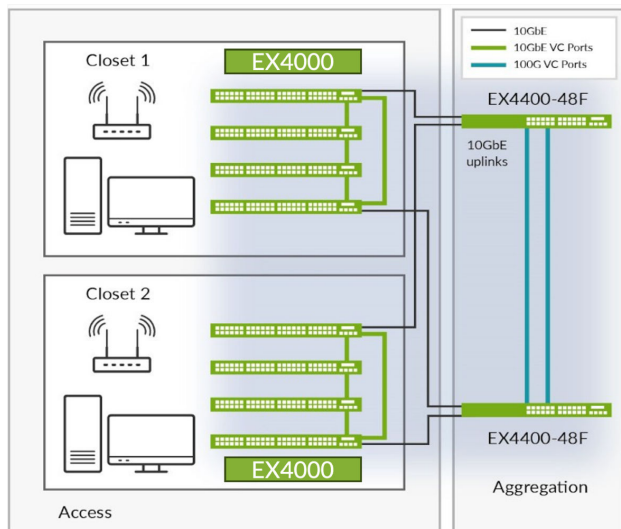 10GbE
10GbE VC Ports
100G VC Ports
Closet 1
EX4000
EX4400-48F
10GbE
uplinks
Closet 2
EX4000
EX4400-48F
Access
Aggregation